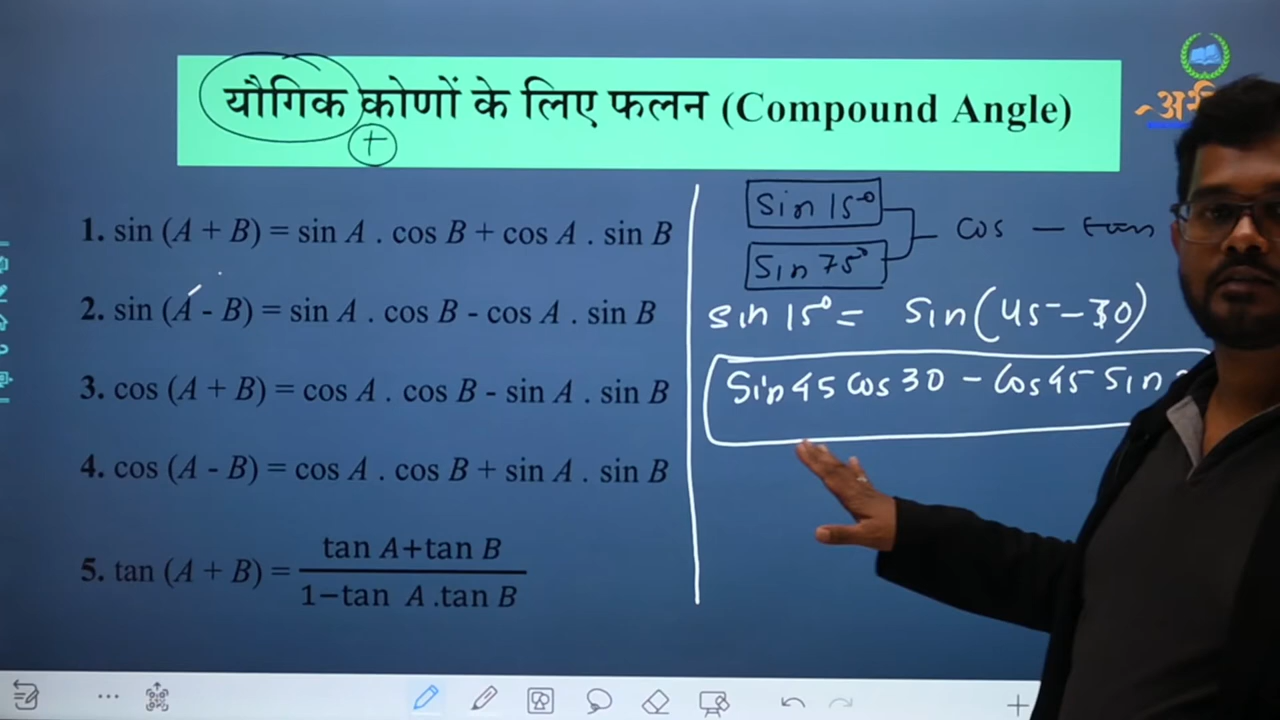 यौगिक कोणों के लिए फलन (Compound Angle)
+
1. sin (A + B) = sin A . cos B + cos A . sin B
2. sin (A - B) = sin A . cos B - cos A . sin B
3. cos (A + B) = cos A . cos B - sin A . sin B
4. cos (A - B) = cos A . cos B + sin A . sin B
5. tan (A + B) = tan A+tan B
1−tan A .tan B
Sin 15°
Sin 75°
cos — tan
sin 15° = Sin(45-30)
Sin 45 cos 30 - Cos 45 Sin